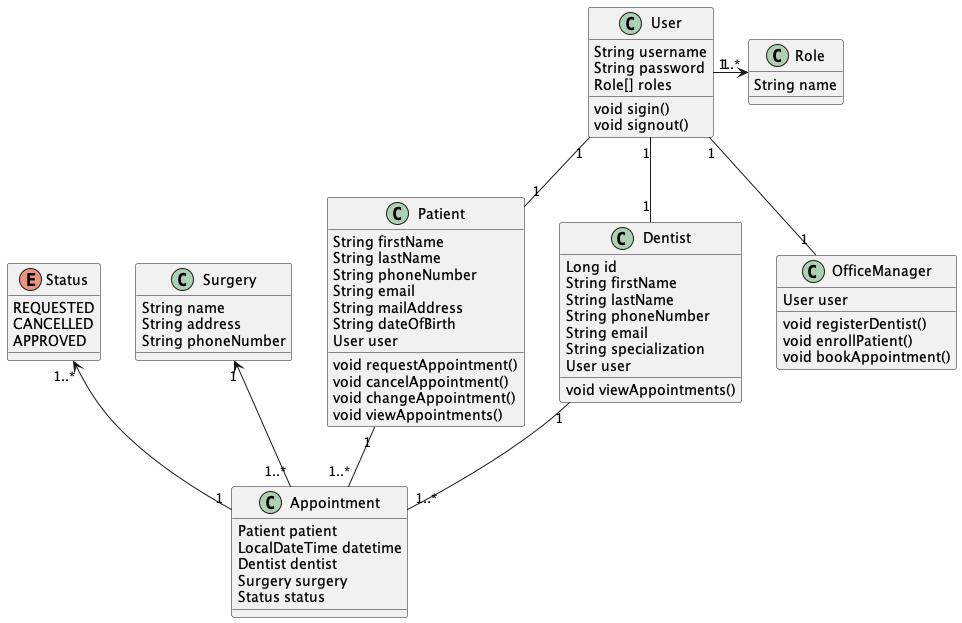 C User
String username
String password
Role[] roles
void sigin()
void signout()
1 1..*
C Role
String name
1
1
1
1
1
1
C Patient
String firstName
String lastName
String phoneNumber
String email
String mailAddress
String dateOfBirth
User user
void requestAppointment()
void cancelAppointment()
void changeAppointment()
void viewAppointments()
C Dentist
Long id
String firstName
String lastName
String phoneNumber
String email
String specialization
User user
void viewAppointments()
C OfficeManager
User user
void registerDentist()
void enrollPatient()
void bookAppointment()
E Status
REQUESTED
CANCELLED
APPROVED
C Surgery
String name
String address
String phoneNumber
1..*
1
1
1
1
1..*
1..*
1..*
C Appointment
Patient patient
LocalDateTime datetime
Dentist dentist
Surgery surgery
Status status